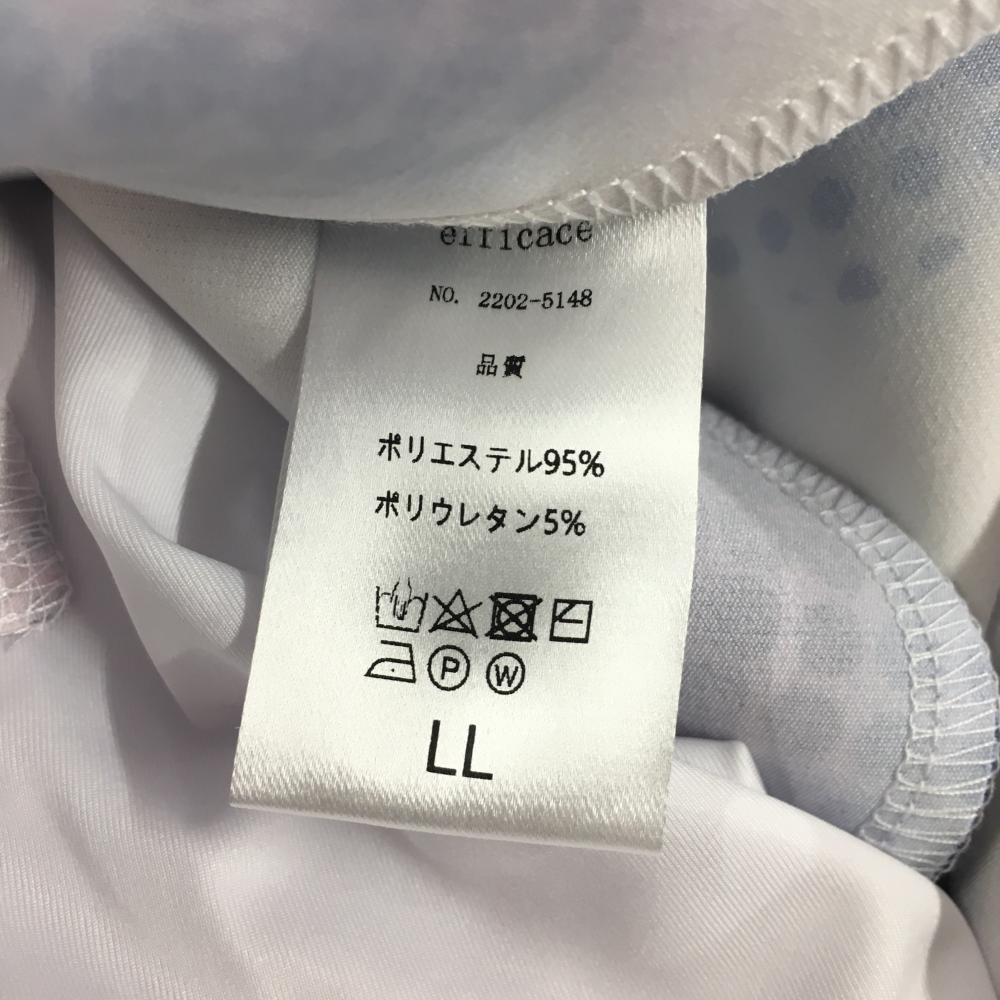 efficace
NO. 2202-5148
品質
ポリエステル95%
ポリウレタン5%
P W
LL